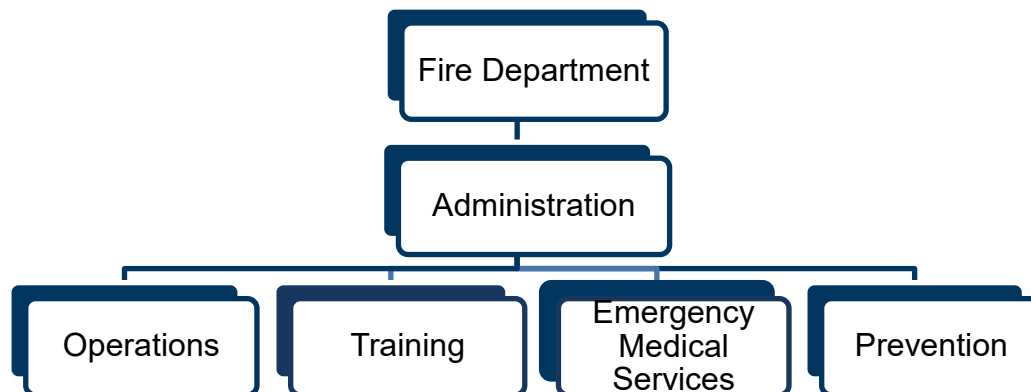 Fire Department
Administration
Operations
Training
Emergency
Medical
Services
Prevention